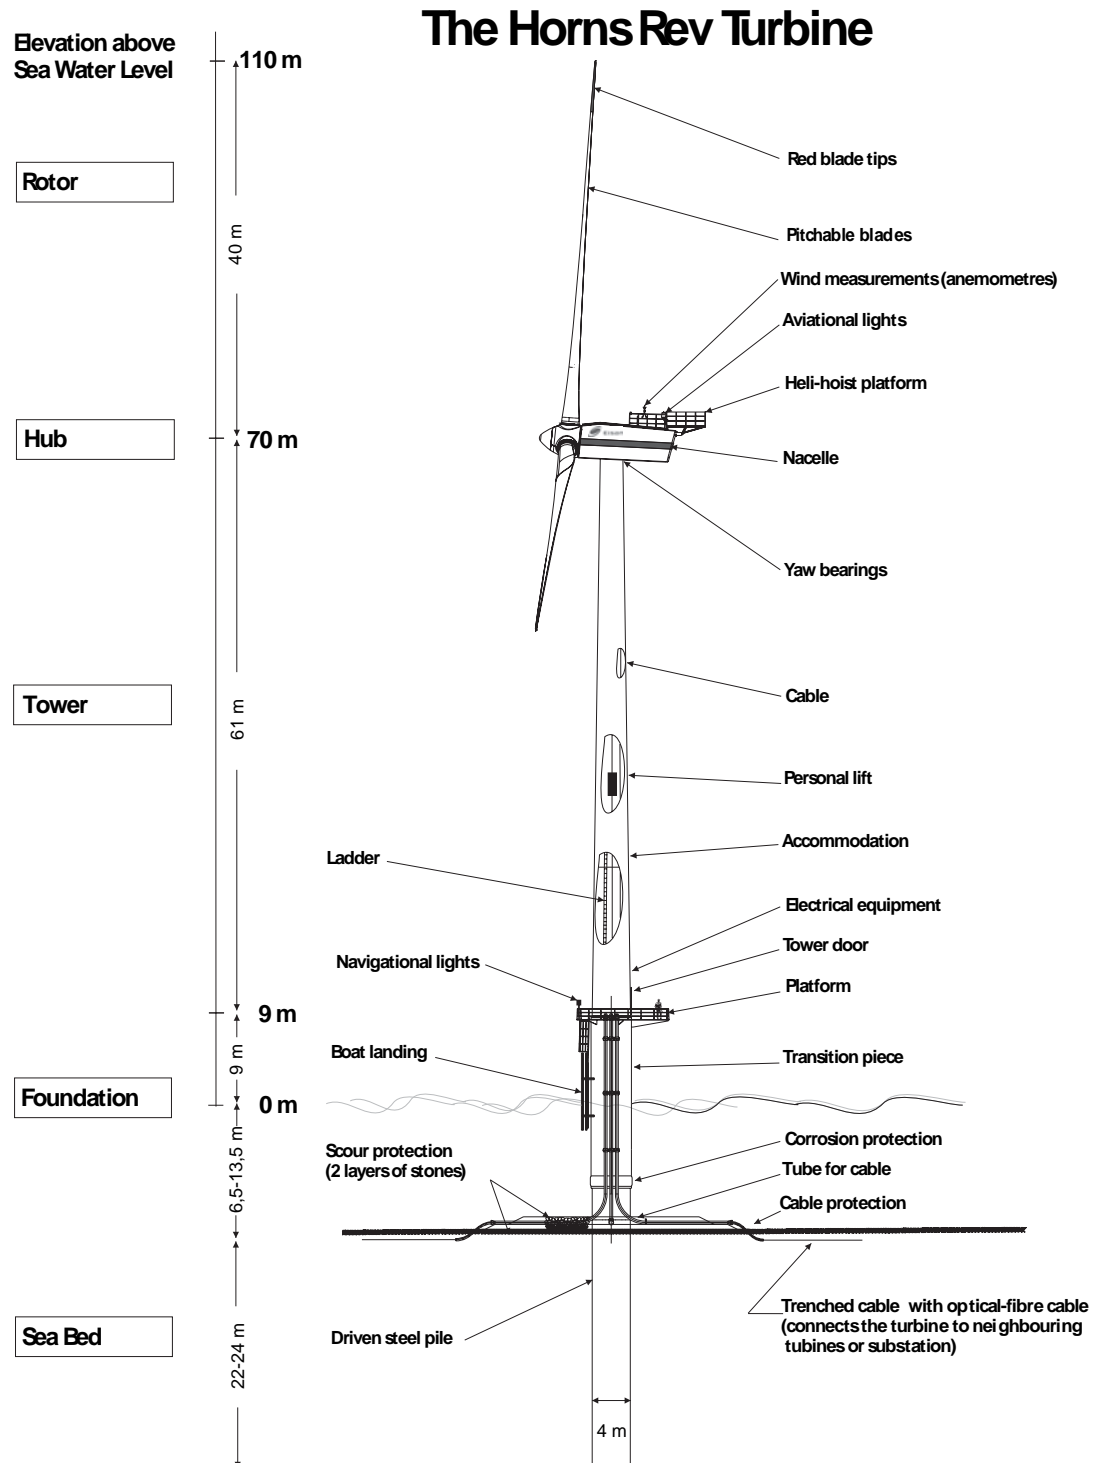 The Horns Rev Turbine
Elevation above
Sea Water Level
110 m
Red blade tips
Rotor
40 m
Pitchable blades
Wind measurements (anemometres)
Aviational lights
Heli-hoist platform
Hub
70 m
Nacelle
Yaw bearings
Tower
61 m
Cable
Personal lift
Accommodation
Ladder
Electrical equipment
Tower door
Navigational lights
Platform
9 m
Boat landing
9 m
Transition piece
Foundation
0 m
6,5-13,5 m
Scour protection
(2 layers of stones)
Corrosion protection
Tube for cable
Cable protection
Trenched cable with optical-fibre cable
(connects the turbine to neighbouring
tubines or substation)
Sea Bed
22-24 m
Driven steel pile
4 m